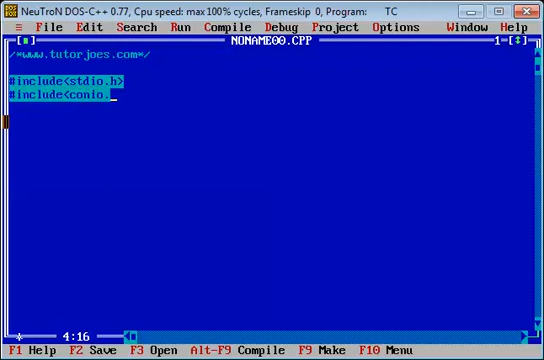 NeuTroN DOS-C++ 0.77, Cpu speed: max 100% cycles, Frameskip 0, Program: TC
≡ File Edit Search Run Compile Debug Project Options Window Help
[■] NONAME00.CPP 1=[↕]
/*www.tutorjoes.com*/
#include<stdio.h>
#include<conio._
* 4:16
F1 Help F2 Save F3 Open Alt-F9 Compile F9 Make F10 Menu